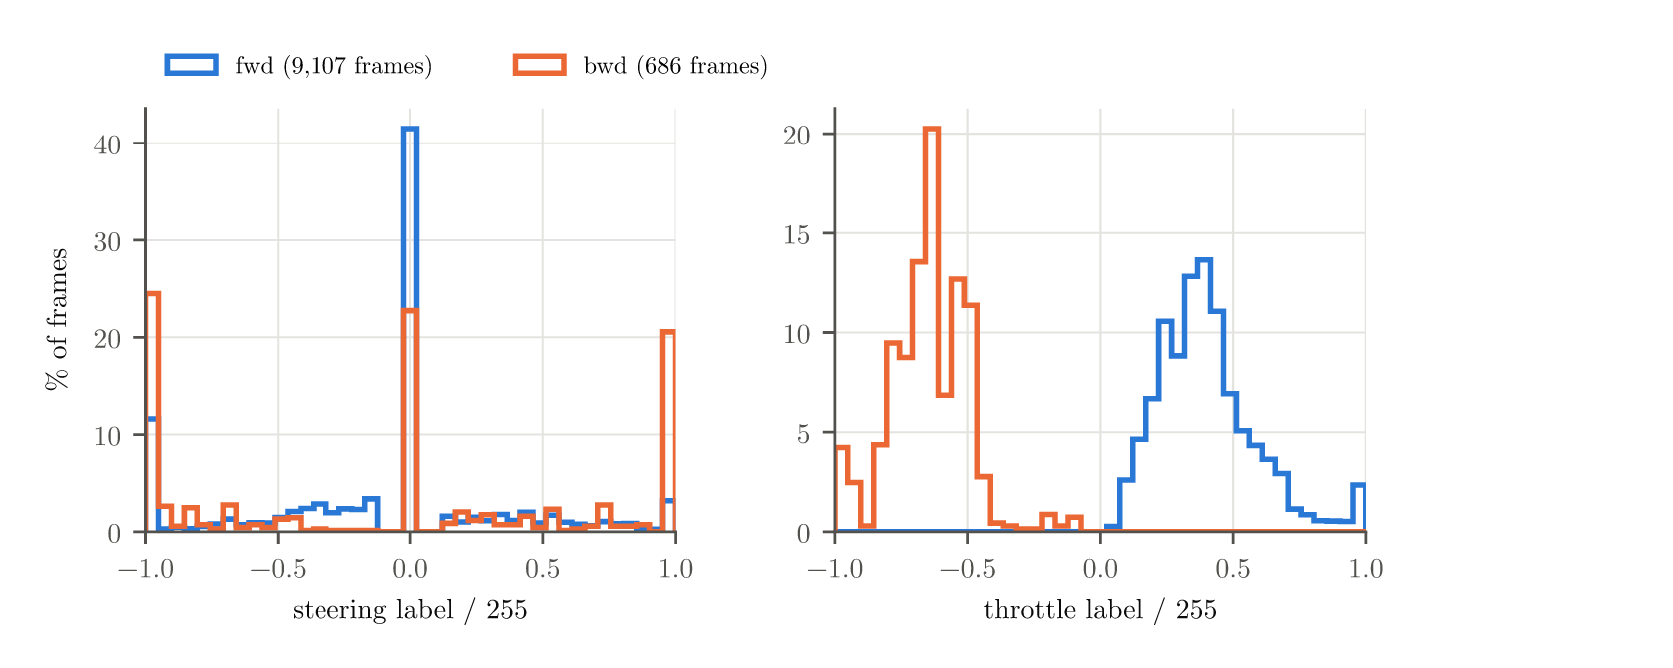 fwd (9,107 frames)
bwd (686 frames)
% of frames
40
30
20
10
0
−1.0 −0.5 0.0 0.5 1.0
steering label / 255
20
15
10
5
0
−1.0 −0.5 0.0 0.5 1.0
throttle label / 255